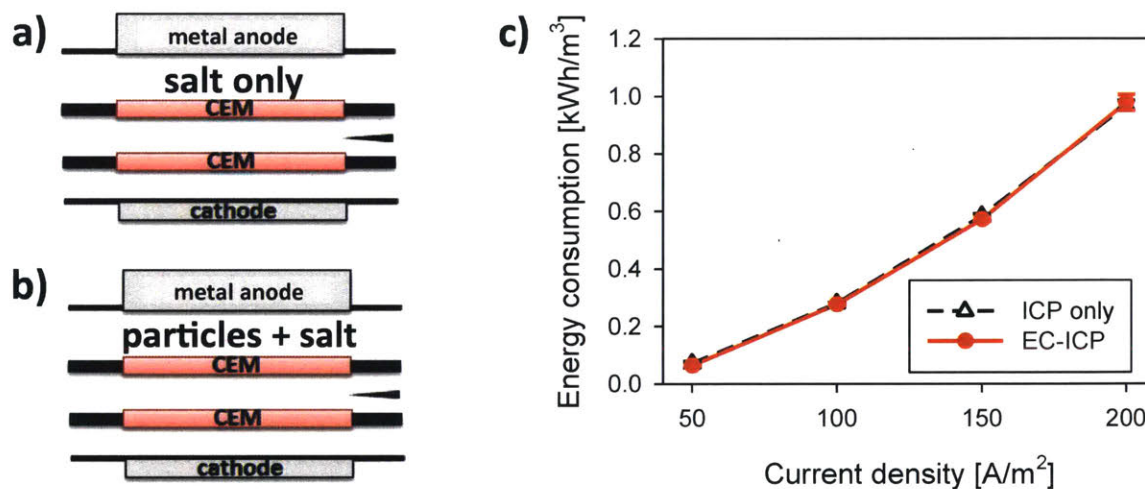 a)
metal anode
salt only
CEM
CEM
cathode
b)
metal anode
particles + salt
CEM
CEM
cathode
c)
Energy consumption [kWh/m³]
1.2
1.0
0.8
0.6
0.4
0.2
0.0
50
100
150
200
Current density [A/m²]
ICP only
EC-ICP